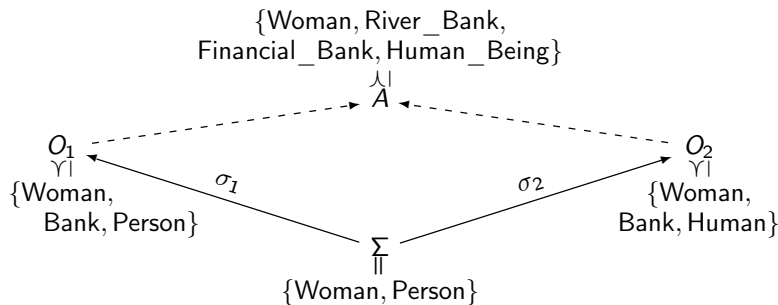 {Woman, River_Bank,
Financial_Bank, Human_Being}
⋎|
A
O₁
⋎|
{Woman,
Bank, Person}
σ₁
σ₂
O₂
⋎|
{Woman,
Bank, Human}
Σ
=
{Woman, Person}